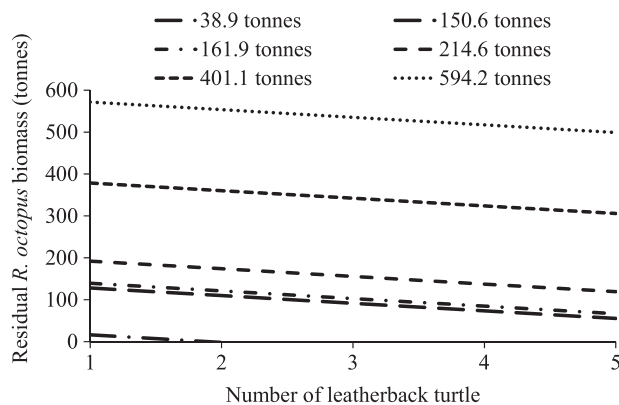 38.9 tonnes
150.6 tonnes
161.9 tonnes
214.6 tonnes
401.1 tonnes
594.2 tonnes
Residual R. octopus biomass (tonnes)
600
500
400
300
200
100
0
1 2 3 4 5
Number of leatherback turtle